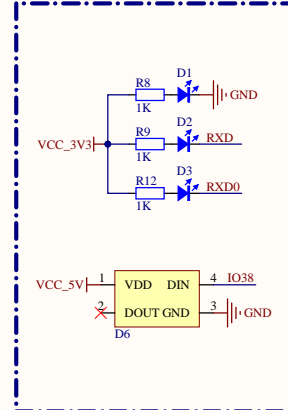 D1
R8
GND
1K
D2
VCC_3V3
R9
RXD
1K
D3
R12
RXD0
1K
VCC_5V
1
VDD
DIN
4
IO38
2
DOUT
GND
3
GND
D6